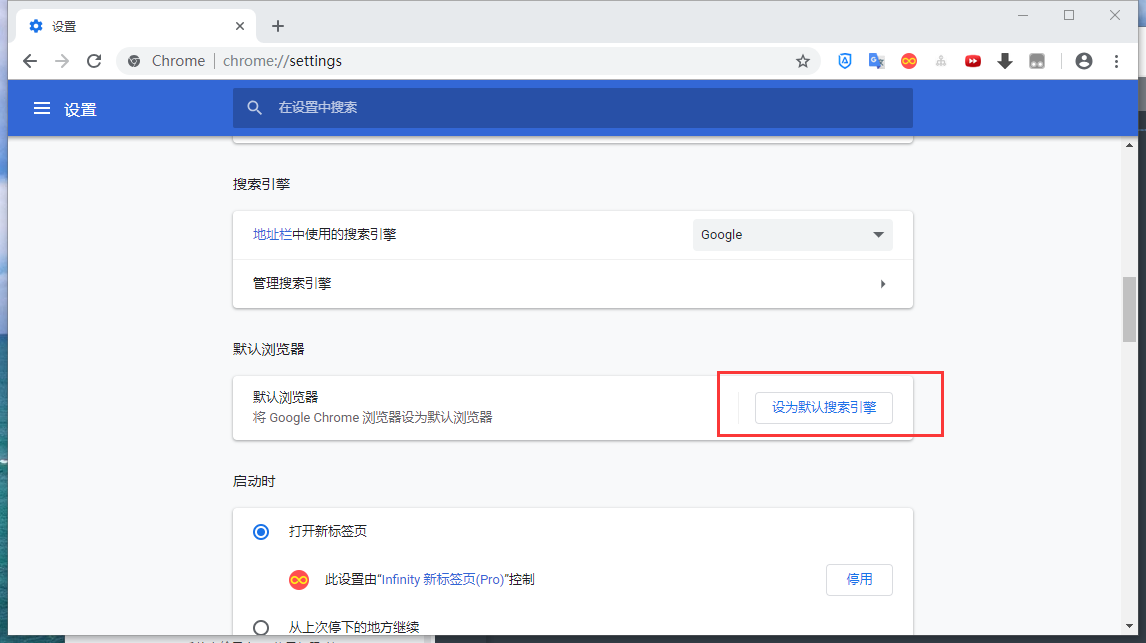 设置
Chrome | chrome://settings
设置
在设置中搜索
搜索引擎
地址栏中使用的搜索引擎
Google
管理搜索引擎
默认浏览器
默认浏览器
将 Google Chrome 浏览器设为默认浏览器
设为默认搜索引擎
启动时
打开新标签页
此设置由“Infinity 新标签页(Pro)”控制
停用
从上次停下的地方继续